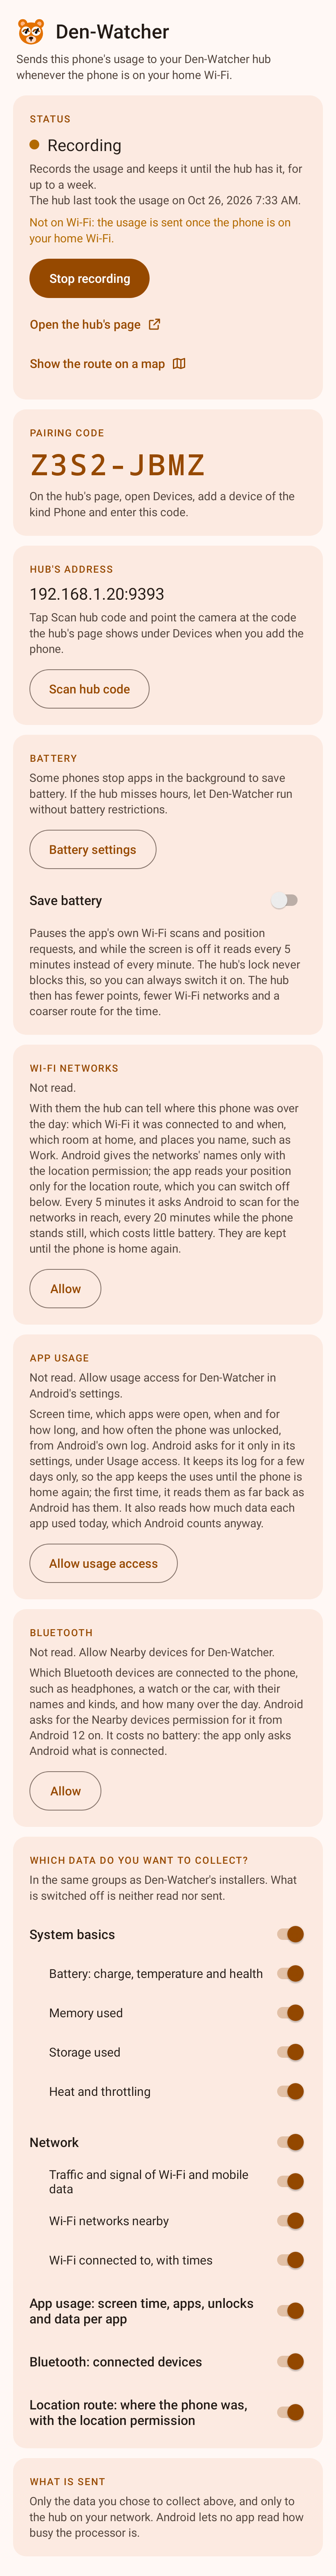 Den-Watcher
Sends this phone's usage to your Den-Watcher hub
whenever the phone is on your home Wi-Fi.
STATUS
Recording
Records the usage and keeps it until the hub has it, for
up to a week.
The hub last took the usage on Oct 26, 2026 7:33 AM.
Not on Wi-Fi: the usage is sent once the phone is on
your home Wi-Fi.
Stop recording
Open the hub's page
Show the route on a map
PAIRING CODE
Z3S2-JBMZ
On the hub's page, open Devices, add a device of the
kind Phone and enter this code.
HUB'S ADDRESS
192.168.1.20:9393
Tap Scan hub code and point the camera at the code
the hub's page shows under Devices when you add the
phone.
Scan hub code
BATTERY
Some phones stop apps in the background to save
battery. If the hub misses hours, let Den-Watcher run
without battery restrictions.
Battery settings
Save battery
Pauses the app's own Wi-Fi scans and position
requests, and while the screen is off it reads every 5
minutes instead of every minute. The hub's lock never
blocks this, so you can always switch it on. The hub
then has fewer points, fewer Wi-Fi networks and a
coarser route for the time.
WI-FI NETWORKS
Not read.
With them the hub can tell where this phone was over
the day: which Wi-Fi it was connected to and when,
which room at home, and places you name, such as
Work. Android gives the networks' names only with
the location permission; the app reads your position
only for the location route, which you can switch off
below. Every 5 minutes it asks Android to scan for the
networks in reach, every 20 minutes while the phone
stands still, which costs little battery. They are kept
until the phone is home again.
Allow
APP USAGE
Not read. Allow usage access for Den-Watcher in
Android's settings.
Screen time, which apps were open, when and for
how long, and how often the phone was unlocked,
from Android's own log. Android asks for it only in its
settings, under Usage access. It keeps its log for a few
days only, so the app keeps the uses until the phone is
home again; the first time, it reads them as far back as
Android has them. It also reads how much data each
app used today, which Android counts anyway.
Allow usage access
BLUETOOTH
Not read. Allow Nearby devices for Den-Watcher.
Which Bluetooth devices are connected to the phone,
such as headphones, a watch or the car, with their
names and kinds, and how many over the day. Android
asks for the Nearby devices permission for it from
Android 12 on. It costs no battery: the app only asks
Android what is connected.
Allow
WHICH DATA DO YOU WANT TO COLLECT?
In the same groups as Den-Watcher's installers. What
is switched off is neither read nor sent.
System basics
Battery: charge, temperature and health
Memory used
Storage used
Heat and throttling
Network
Traffic and signal of Wi-Fi and mobile
data
Wi-Fi networks nearby
Wi-Fi connected to, with times
App usage: screen time, apps, unlocks
and data per app
Bluetooth: connected devices
Location route: where the phone was,
with the location permission
WHAT IS SENT
Only the data you chose to collect above, and only to
the hub on your network. Android lets no app read how
busy the processor is.